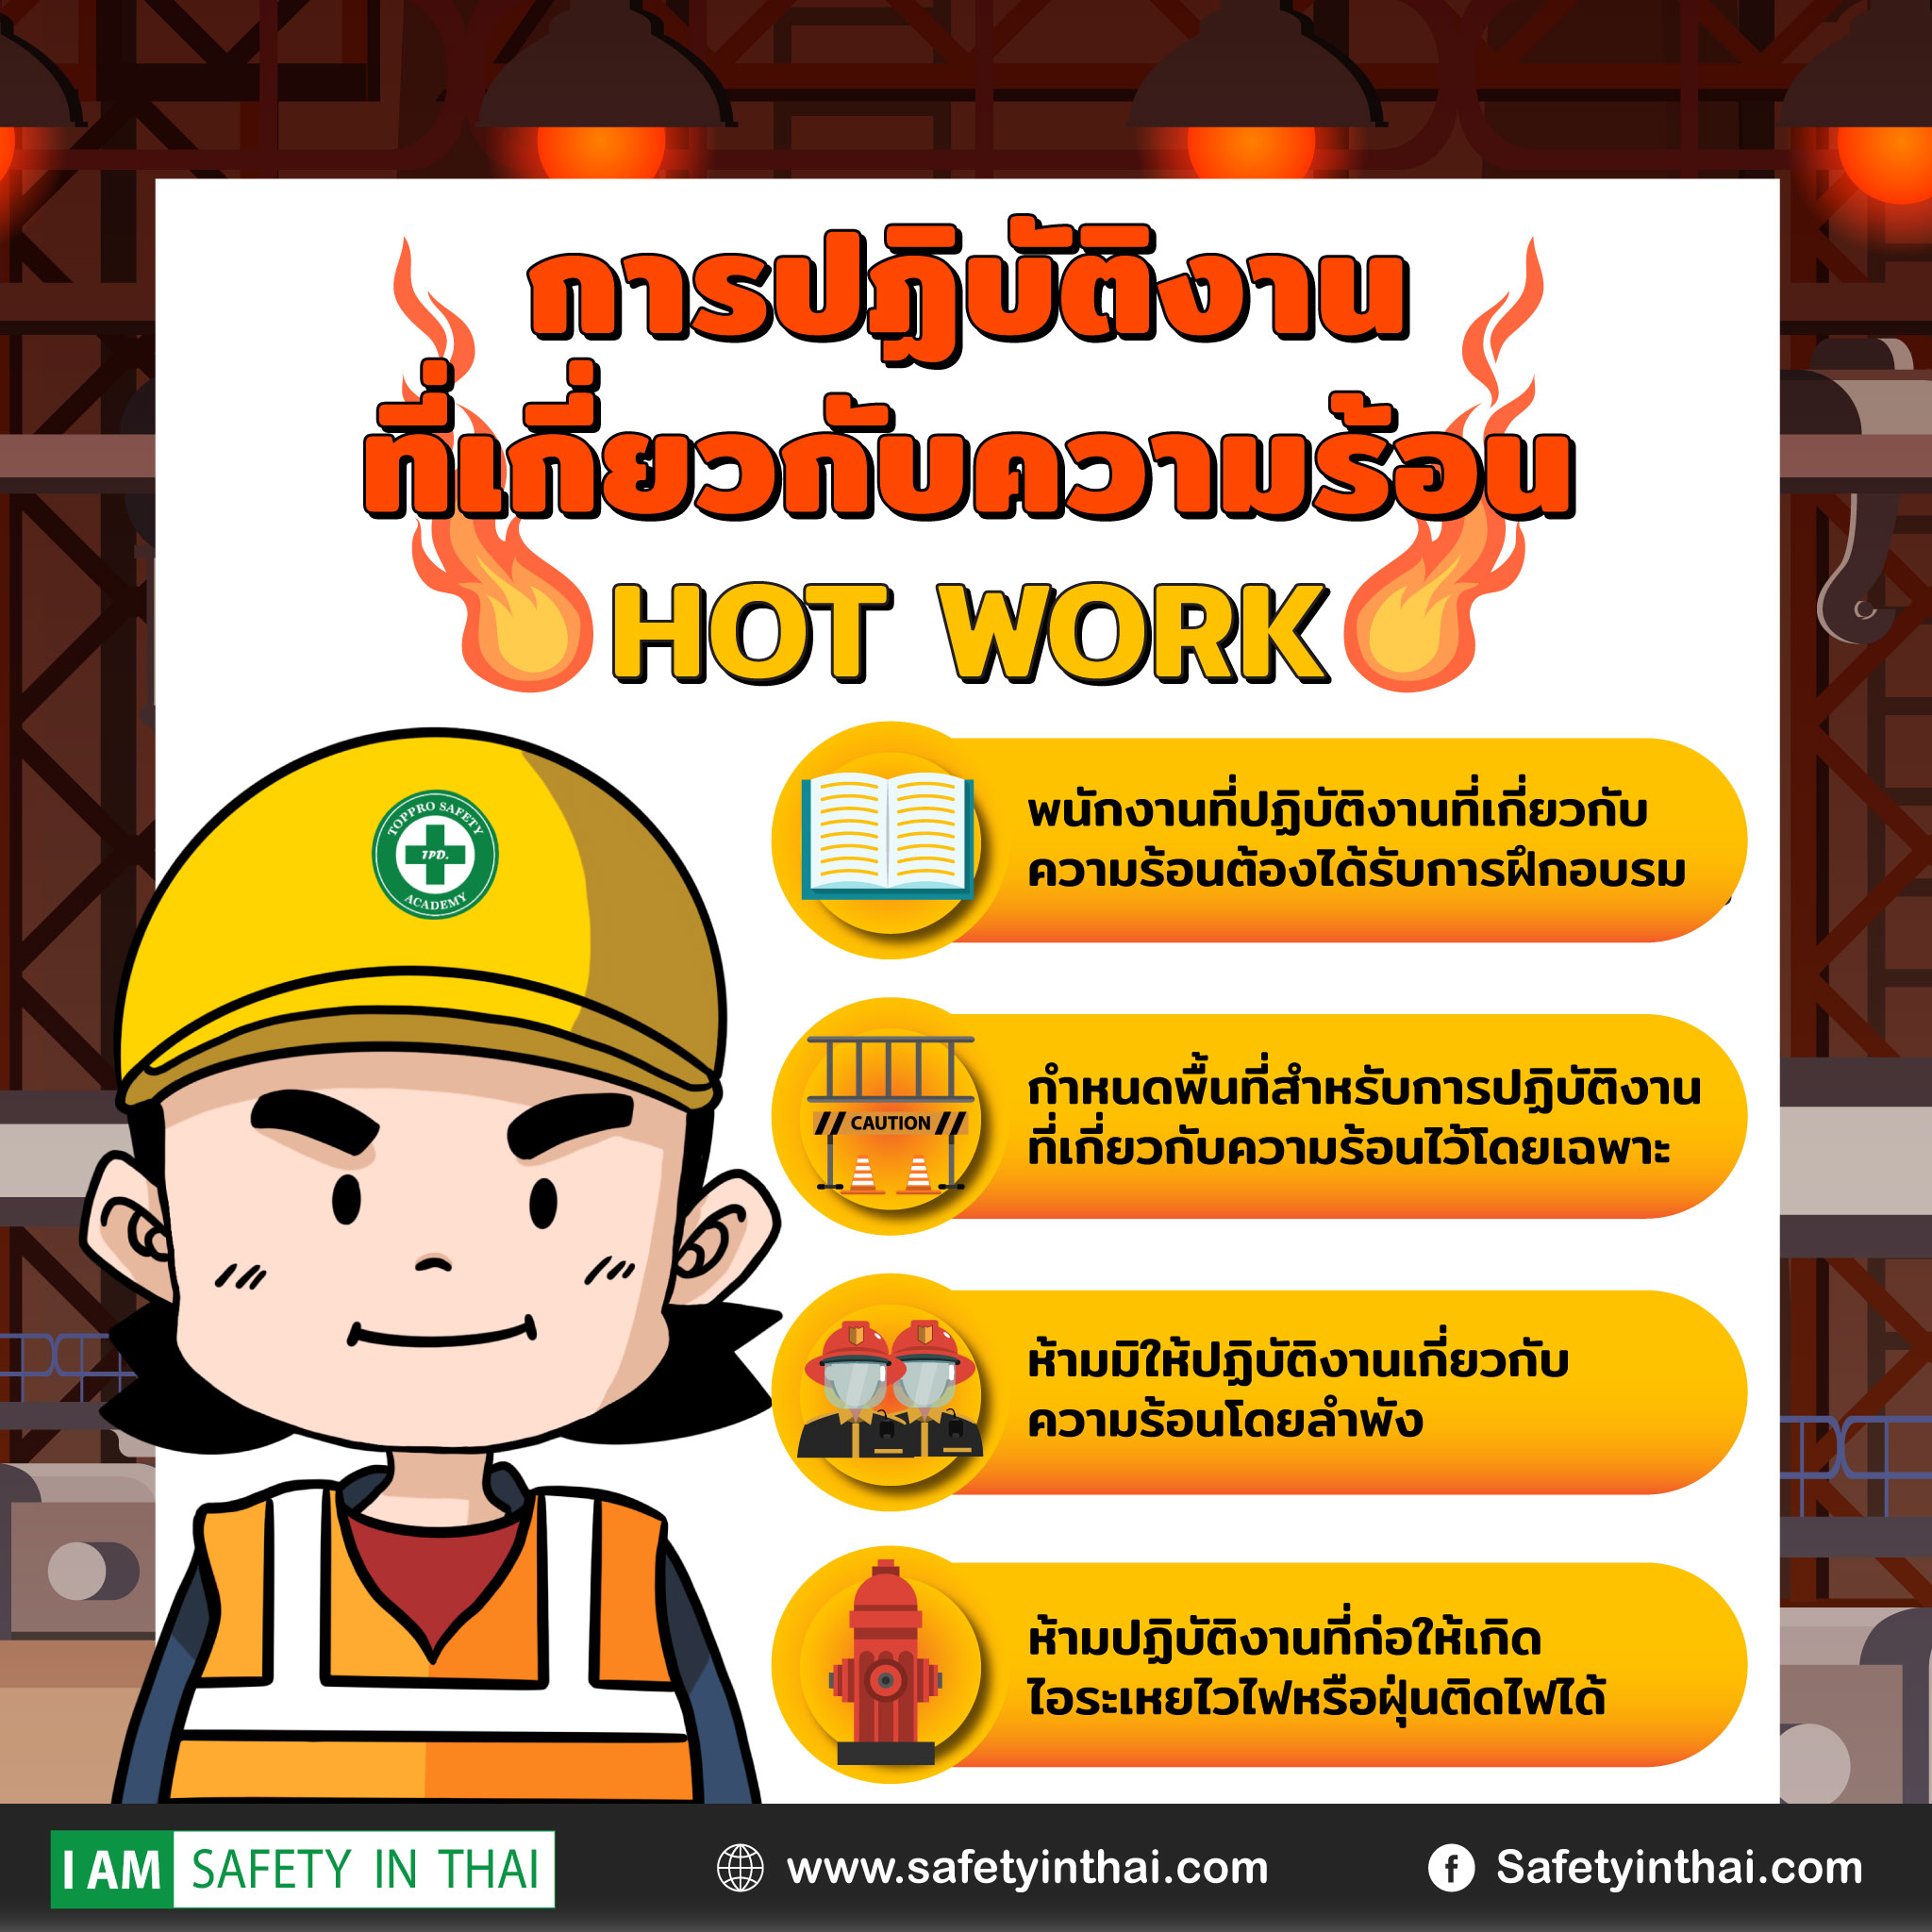 การปฏิบัติงาน
ที่เกี่ยวกับความร้อน
HOT WORK
TOPPRO SAFETY
TPD.
ACADEMY
พนักงานที่ปฏิบัติงานที่เกี่ยวกับ
ความร้อนต้องได้รับการฝึกอบรม
CAUTION
กำหนดพื้นที่สำหรับการปฏิบัติงาน
ที่เกี่ยวกับความร้อนไว้โดยเฉพาะ
ห้ามมิให้ปฏิบัติงานเกี่ยวกับ
ความร้อนโดยลำพัง
ห้ามปฏิบัติงานที่ก่อให้เกิด
ไอระเหยไวไฟหรือฝุ่นติดไฟได้
I AM SAFETY IN THAI
www.safetyinthai.com
Safetyinthai.com